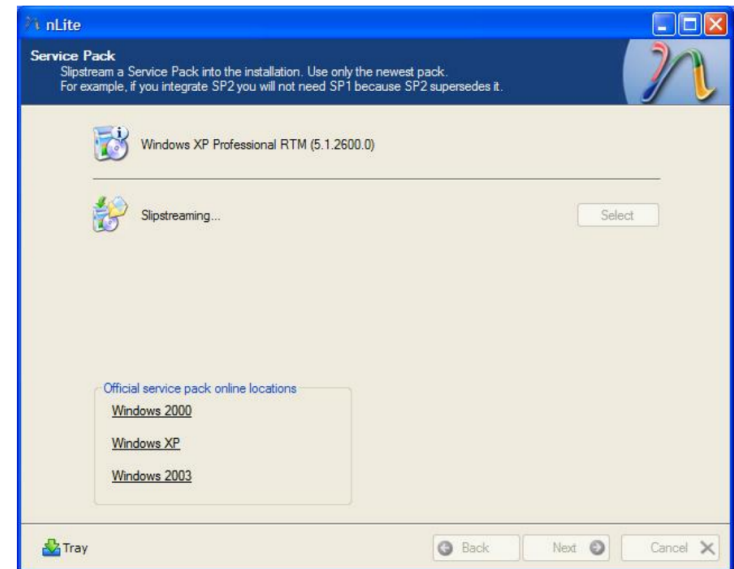 nLite
Service Pack
Slipstream a Service Pack into the installation. Use only the newest pack.
For example, if you integrate SP2 you will not need SP1 because SP2 supersedes it.
Windows XP Professional RTM (5.1.2600.0)
Slipstreaming...
Select
Official service pack online locations
Windows 2000
Windows XP
Windows 2003
Tray
Back
Next
Cancel